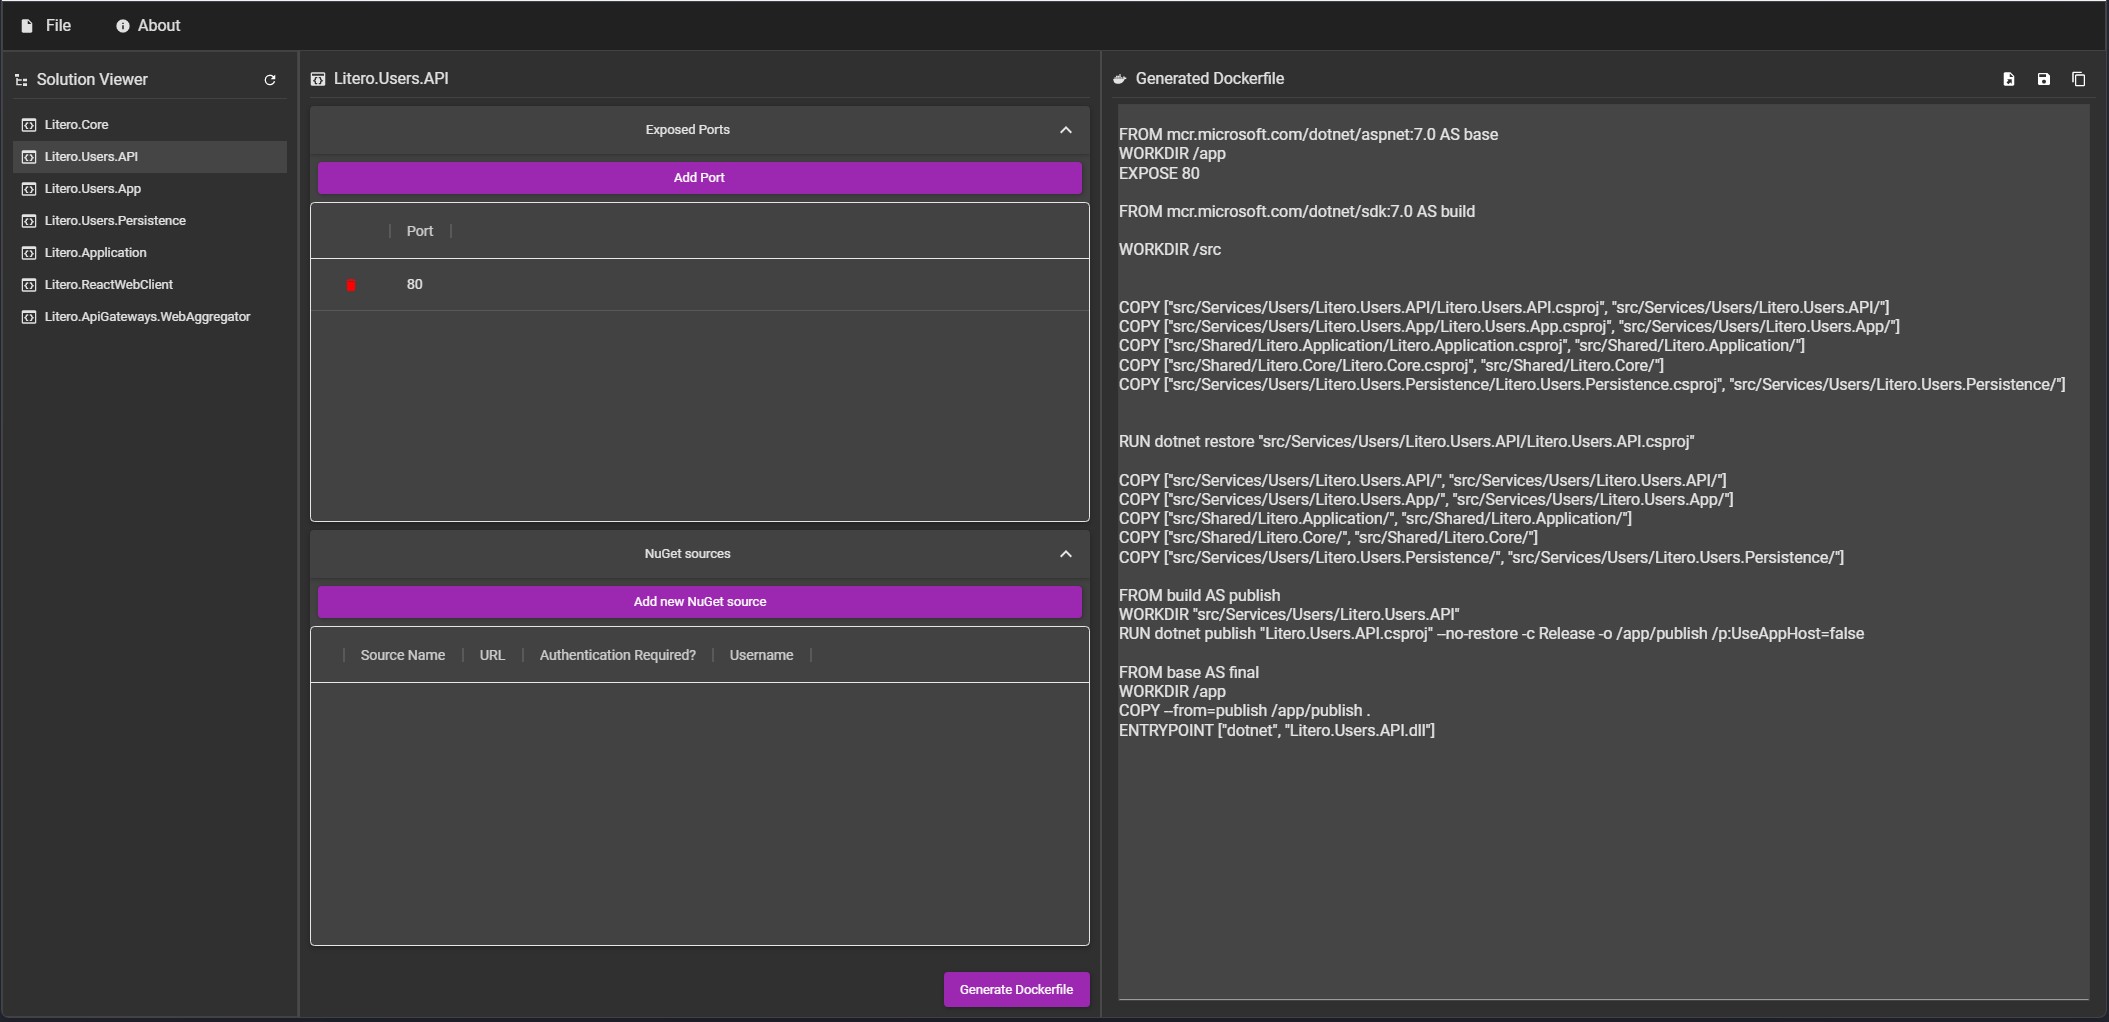 File
About
Solution Viewer
Litero.Core
Litero.Users.API
Litero.Users.App
Litero.Users.Persistence
Litero.Application
Litero.ReactWebClient
Litero.ApiGateways.WebAggregator
Litero.Users.API
Exposed Ports
Add Port
Port
80
NuGet sources
Add new NuGet source
Source Name
URL
Authentication Required?
Username
Generate Dockerfile
Generated Dockerfile
FROM mcr.microsoft.com/dotnet/aspnet:7.0 AS base
WORKDIR /app
EXPOSE 80
FROM mcr.microsoft.com/dotnet/sdk:7.0 AS build
WORKDIR /src
COPY ["src/Services/Users/Litero.Users.API/Litero.Users.API.csproj", "src/Services/Users/Litero.Users.API/"]
COPY ["src/Services/Users/Litero.Users.App/Litero.Users.App.csproj", "src/Services/Users/Litero.Users.App/"]
COPY ["src/Shared/Litero.Application/Litero.Application.csproj", "src/Shared/Litero.Application/"]
COPY ["src/Shared/Litero.Core/Litero.Core.csproj", "src/Shared/Litero.Core/"]
COPY ["src/Services/Users/Litero.Users.Persistence/Litero.Users.Persistence.csproj", "src/Services/Users/Litero.Users.Persistence/"]
RUN dotnet restore "src/Services/Users/Litero.Users.API/Litero.Users.API.csproj"
COPY ["src/Services/Users/Litero.Users.API/", "src/Services/Users/Litero.Users.API/"]
COPY ["src/Services/Users/Litero.Users.App/", "src/Services/Users/Litero.Users.App/"]
COPY ["src/Shared/Litero.Application/", "src/Shared/Litero.Application/"]
COPY ["src/Shared/Litero.Core/", "src/Shared/Litero.Core/"]
COPY ["src/Services/Users/Litero.Users.Persistence/", "src/Services/Users/Litero.Users.Persistence/"]
FROM build AS publish
WORKDIR "src/Services/Users/Litero.Users.API"
RUN dotnet publish "Litero.Users.API.csproj" --no-restore -c Release -o /app/publish /p:UseAppHost=false
FROM base AS final
WORKDIR /app
COPY --from=publish /app/publish .
ENTRYPOINT ["dotnet", "Litero.Users.API.dll"]